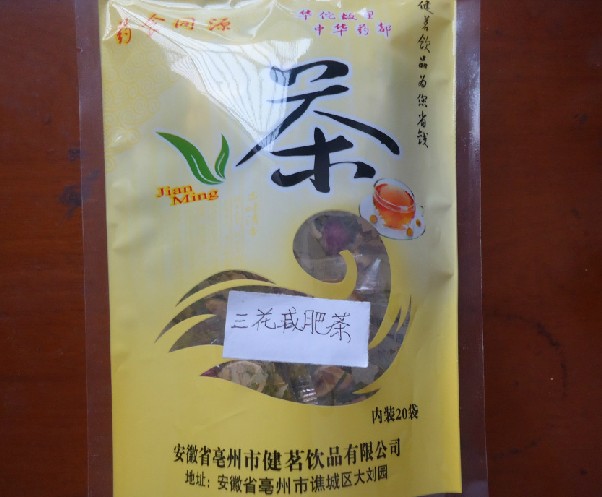 药食同源
华佗故里
中华药都
健茗饮品为您省钱
茶
Jian
Ming
三花减肥茶
内装20袋
安徽省亳州市健茗饮品有限公司
地址：安徽省亳州市谯城区大刘园